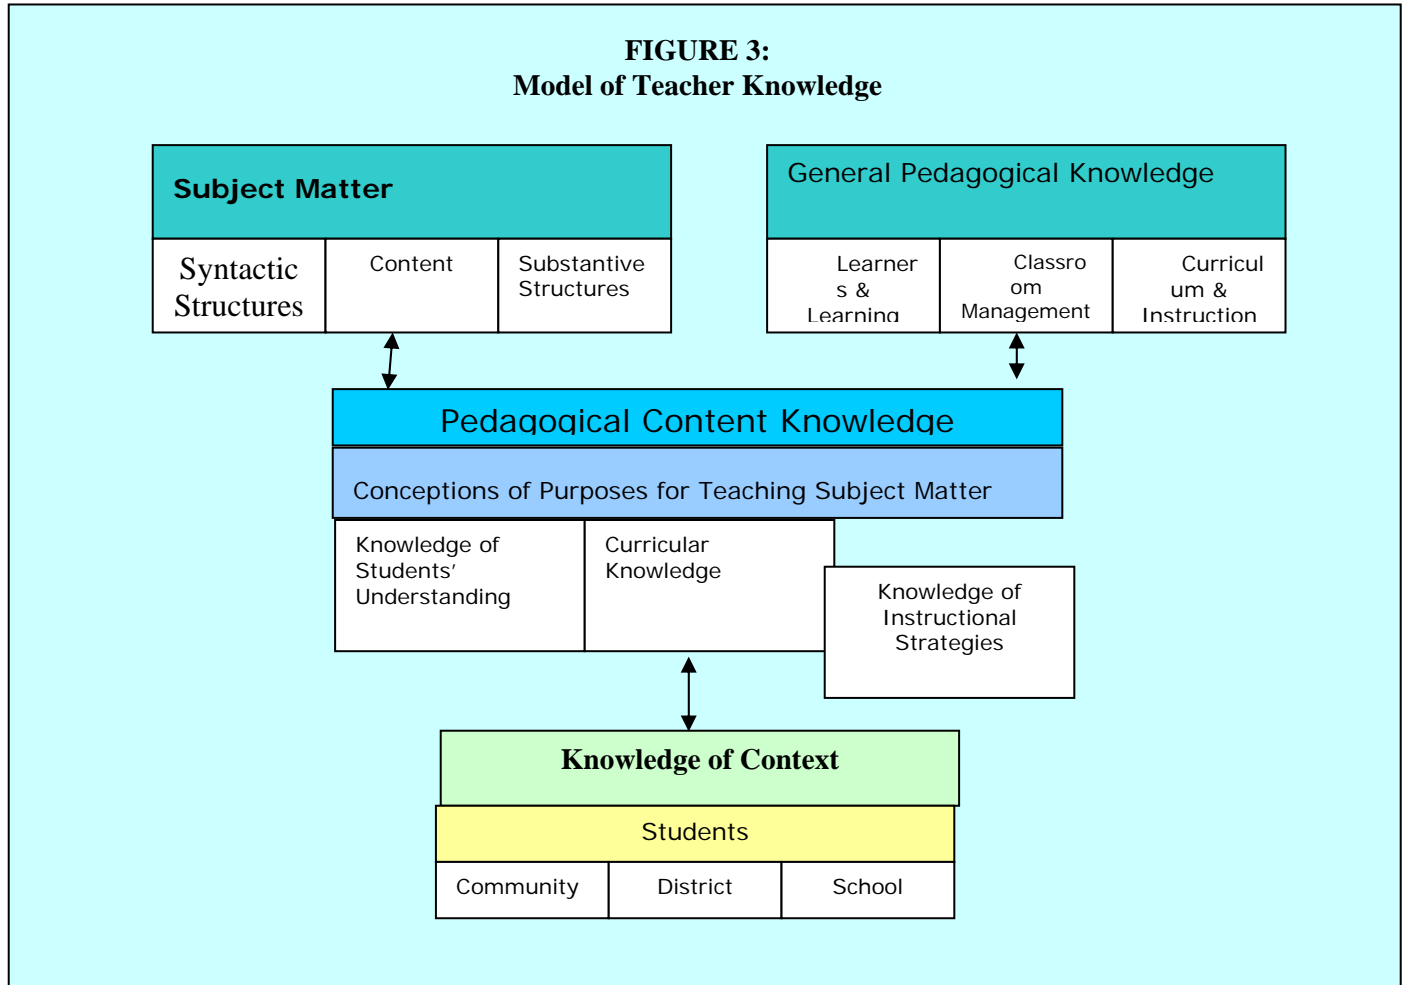 FIGURE 3:
Model of Teacher Knowledge
Subject Matter
Syntactic
Structures
Content
Substantive
Structures
General Pedagogical Knowledge
Learner
s &
Learning
Classro
om
Management
Curricul
um &
Instruction
Pedagogical Content Knowledge
Conceptions of Purposes for Teaching Subject Matter
Knowledge of
Students’
Understanding
Curricular
Knowledge
Knowledge of
Instructional
Strategies
Knowledge of Context
Students
Community
District
School